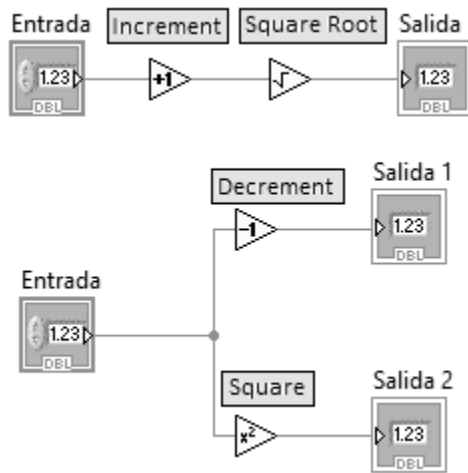 Entrada Increment Square Root Salida
1.23 +1 √ 1.23
DBL DBL
Salida 1
Decrement
-1 1.23
DBL
Entrada
1.23
DBL
Salida 2
Square
x² 1.23
DBL